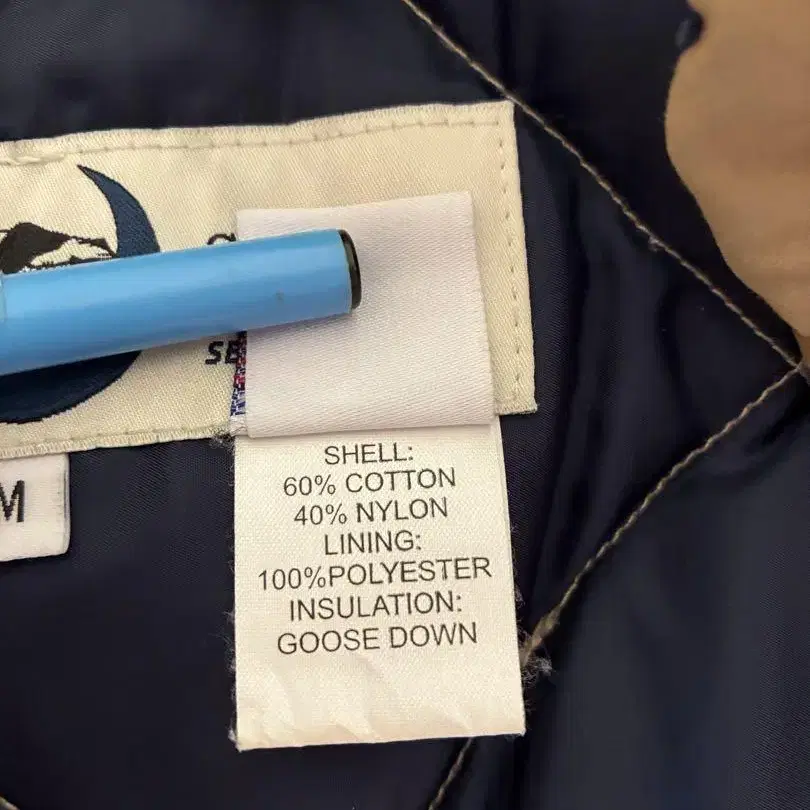 M
SHELL:
60% COTTON
40% NYLON
LINING:
100%POLYESTER
INSULATION:
GOOSE DOWN